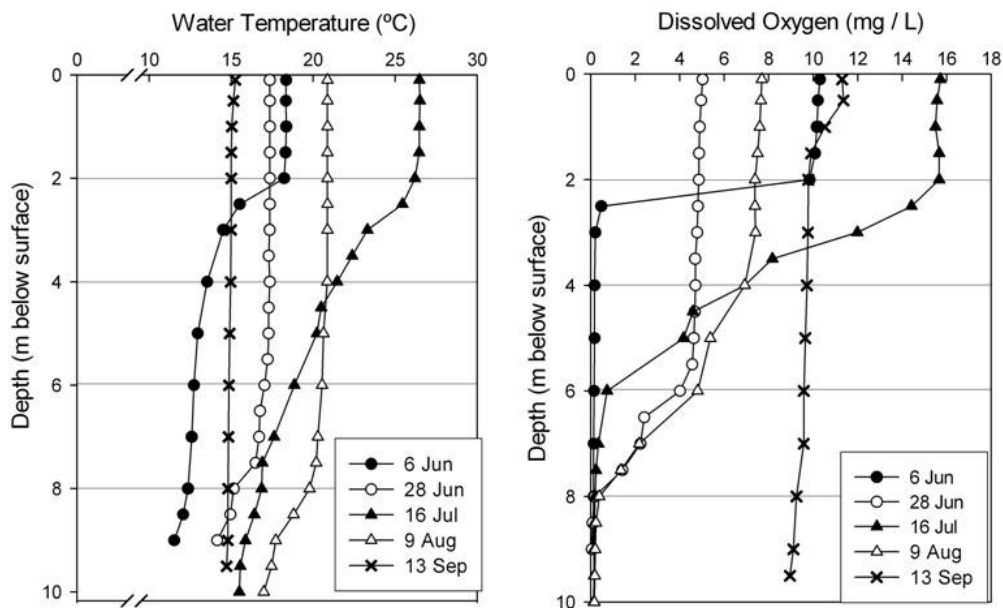 Water Temperature (ºC)
0 10 15 20 25 30
Depth (m below surface)
0
2
4
6
8
10
6 Jun
28 Jun
16 Jul
9 Aug
13 Sep
Dissolved Oxygen (mg / L)
0 2 4 6 8 10 12 14 16 18
Depth (m below surface)
0
2
4
6
8
10
6 Jun
28 Jun
16 Jul
9 Aug
13 Sep